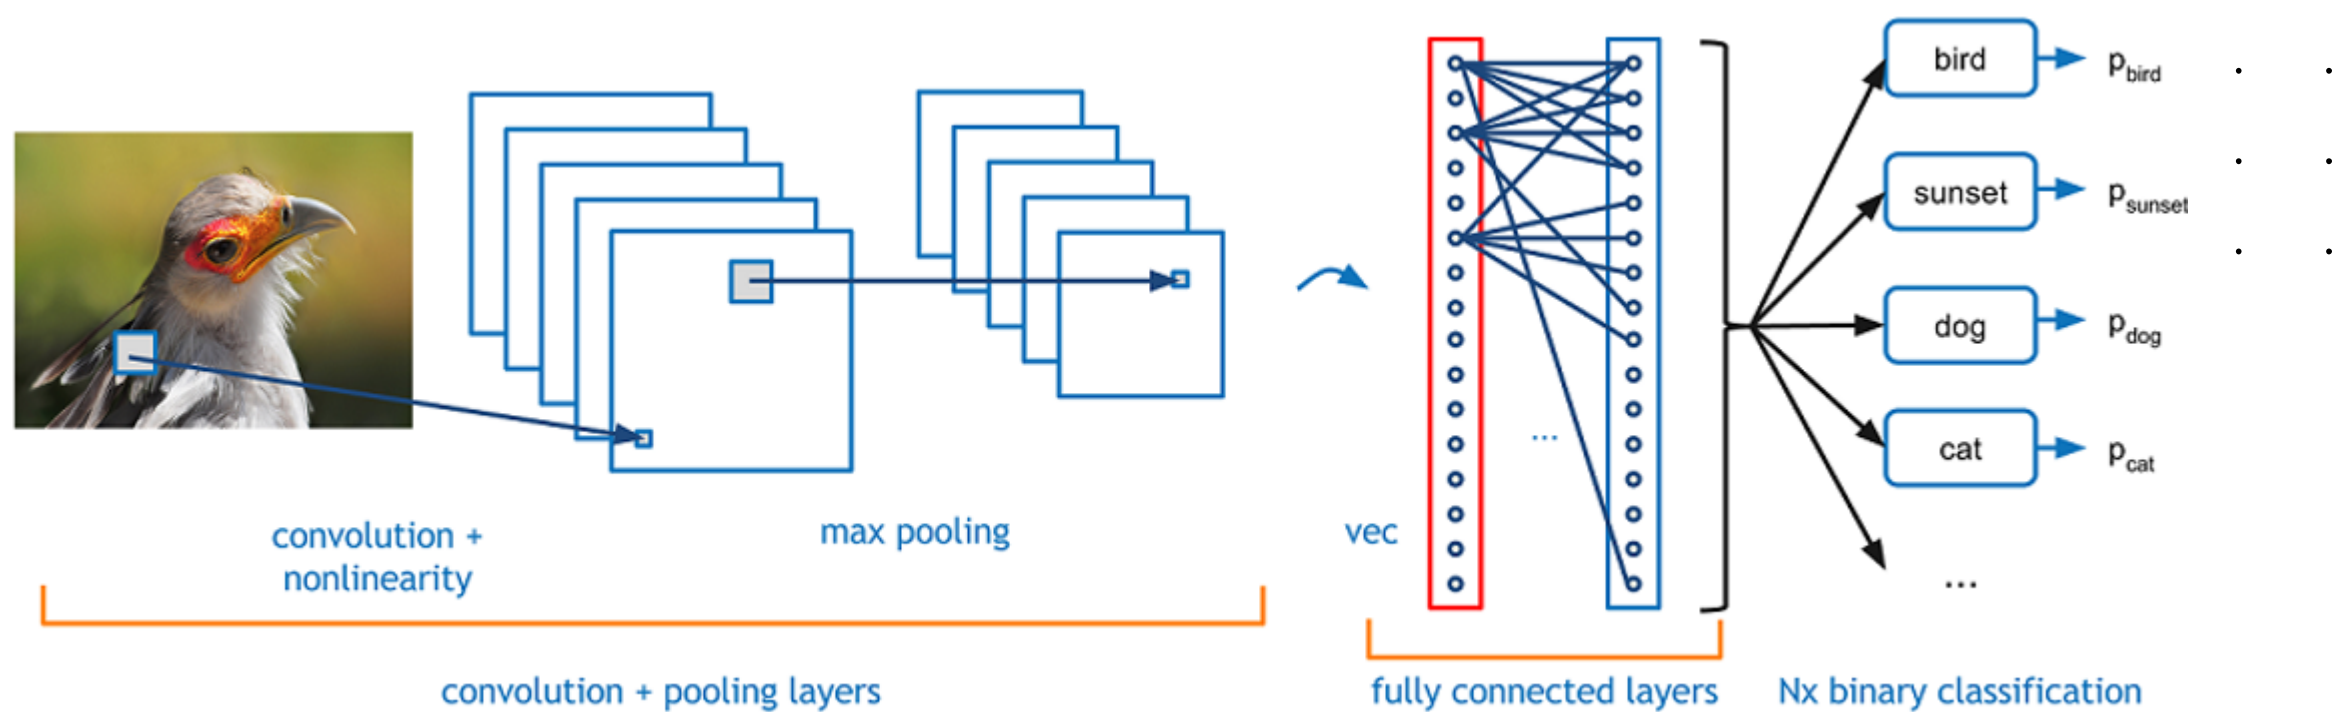 bird
p_bird
sunset
p_sunset
dog
p_dog
cat
p_cat
...
...
convolution +
nonlinearity
max pooling
vec
convolution + pooling layers
fully connected layers
Nx binary classification